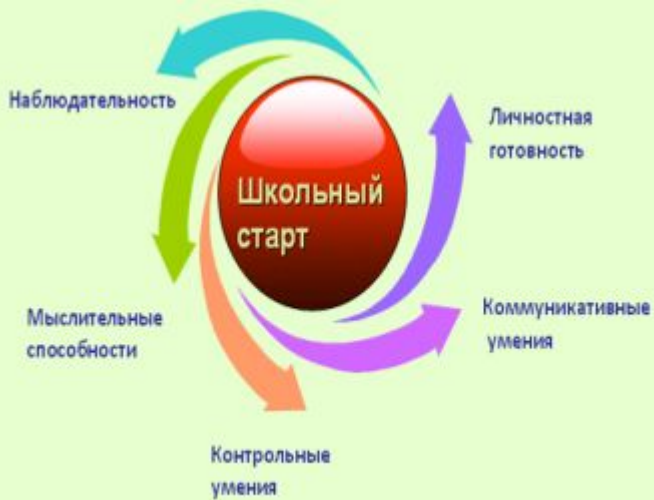 Наблюдательность
Личностная
готовность
Школьный
старт
Мыслительные
способности
Коммуникативные
умения
Контрольные
умения